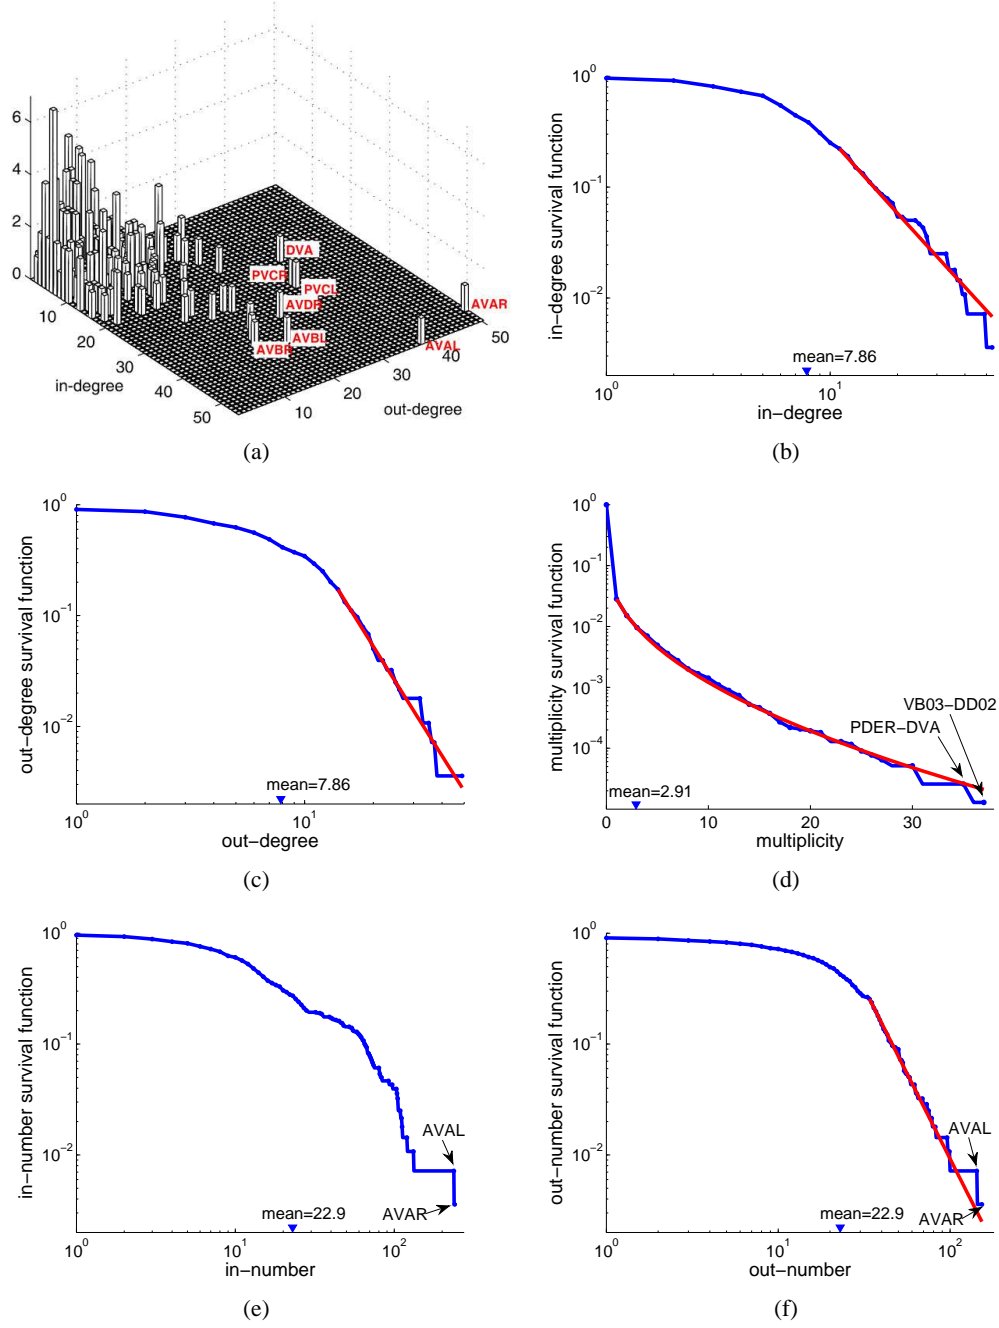 6
4
2
0
10
20
30
40
50
in-degree
10
20
30
40
50
out-degree
DVA
PVCR
PVCL
AVDR
AVBL
AVBR
AVAL
AVAR
(a)
10^0
10^-1
10^-2
in-degree survival function
mean=7.86
10^0
10^1
in-degree
(b)
10^0
10^-1
10^-2
out-degree survival function
mean=7.86
10^0
10^1
out-degree
(c)
10^0
10^-1
10^-2
10^-3
10^-4
multiplicity survival function
VB03-DD02
PDER-DVA
mean=2.91
0
10
20
30
multiplicity
(d)
10^0
10^-1
10^-2
in-number survival function
AVAL
AVAR
mean=22.9
10^0
10^1
10^2
in-number
(e)
10^0
10^-1
10^-2
out-number survival function
AVAL
AVAR
mean=22.9
10^0
10^1
10^2
out-number
(f)